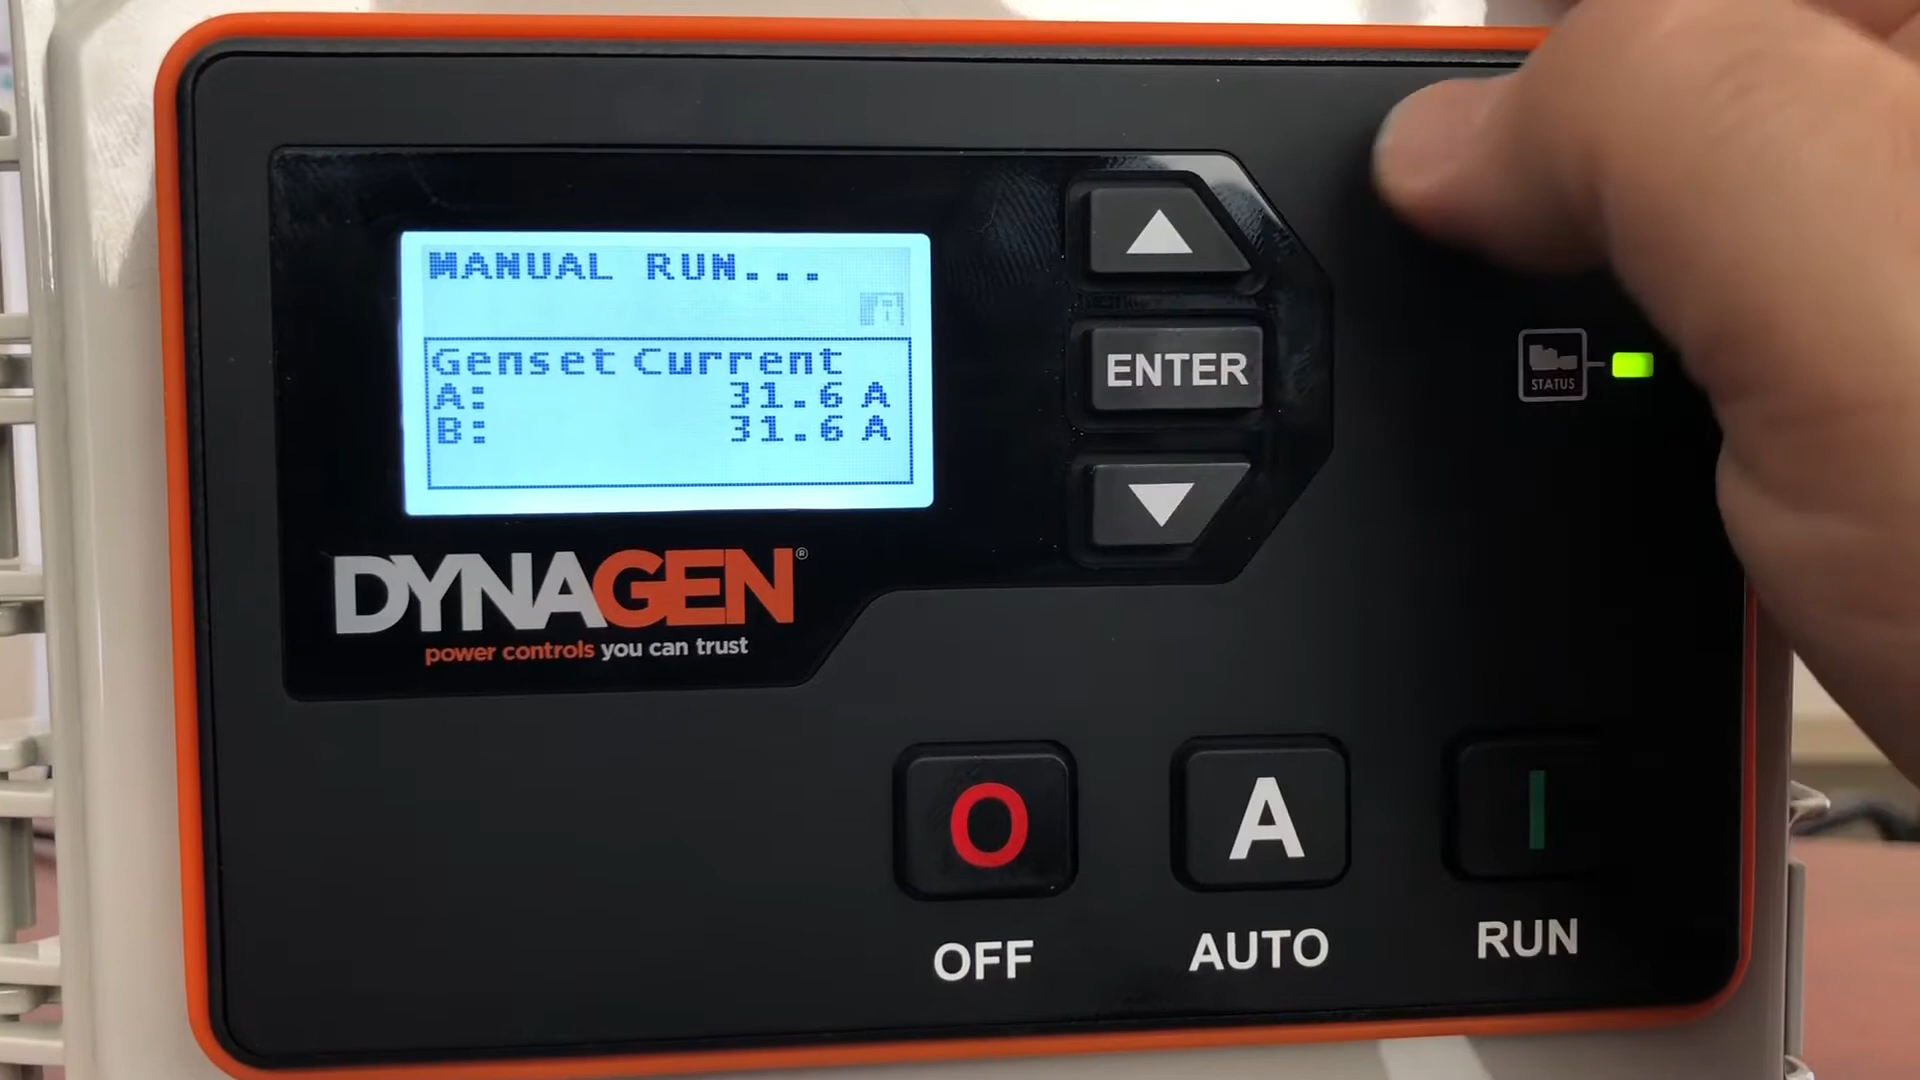 MANUAL RUN...
Genset Current
A: 31.6 A
B: 31.6 A
ENTER
STATUS
DYNAGEN®
power controls you can trust
O A I
OFF AUTO RUN